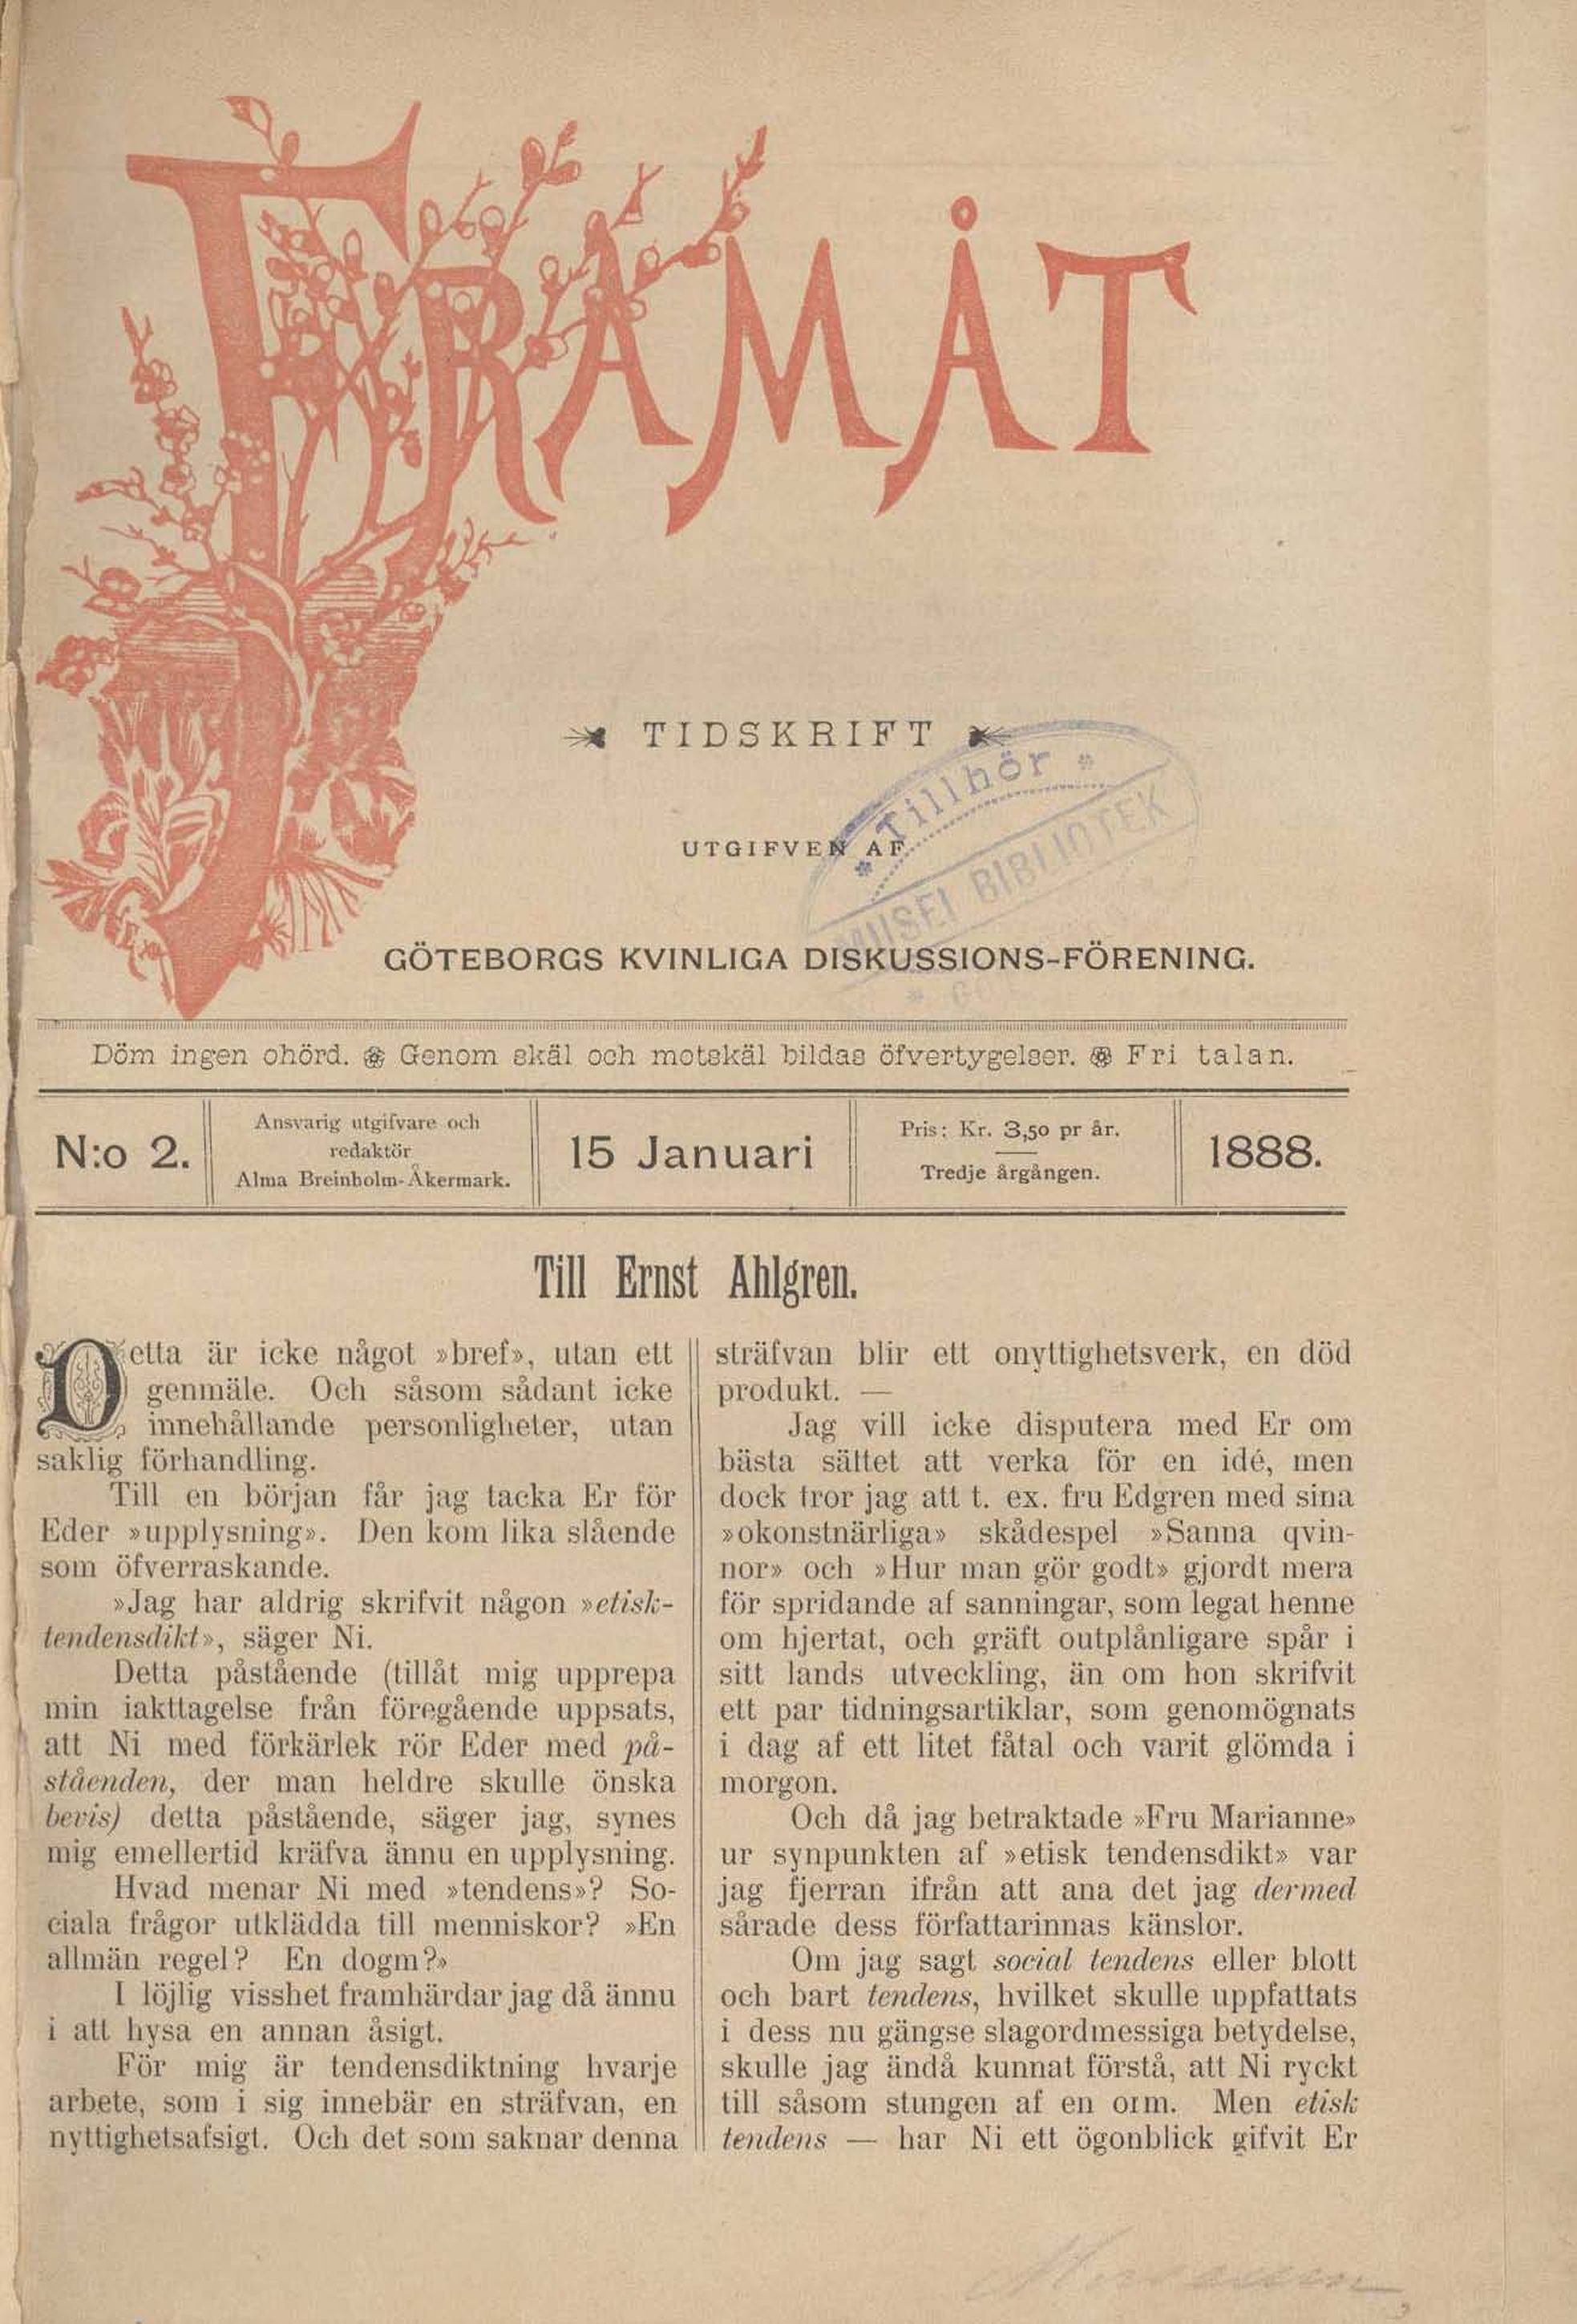 FRAMÅT
TIDSKRIFT
* Tillhör *
MUSEI BIBLIOTEK
UTGIFVEN AF
GÖTEBORGS KVINLIGA DISKUSSIONS-FÖRENING.
Döm ingen ohörd. Genom skäl och motskäl bildas öfvertygelser. Fri talan.
N:o 2.
Ansvarig utgifvare och
redaktör
Alma Breinholm-Åkermark.
15 Januari
Pris: Kr. 3,50 pr år.
Tredje årgången.
1888.
Till Ernst Ahlgren.
Detta är icke något »bref», utan ett
genmäle. Och såsom sådant icke
innehållande personligheter, utan
saklig förhandling.
Till en början får jag tacka Er för
Eder »upplysning». Den kom lika slående
som öfverraskande.
»Jag har aldrig skrifvit någon »etisk-
tendensdikt», säger Ni.
Detta påstående (tillåt mig upprepa
min iakttagelse från föregående uppsats,
att Ni med förkärlek rör Eder med på-
ståenden, der man heldre skulle önska
bevis) detta påstående, säger jag, synes
mig emellertid kräfva ännu en upplysning.
Hvad menar Ni med »tendens»? So-
ciala frågor utklädda till menniskor? »En
allmän regel? En dogm?»
I löjlig visshet framhärdar jag då ännu
i att hysa en annan åsigt.
För mig är tendensdiktning hvarje
arbete, som i sig innebär en sträfvan, en
nyttighetsafsigt. Och det som saknar denna
sträfvan blir ett onyttighetsverk, en död
produkt. —
Jag vill icke disputera med Er om
bästa sättet att verka för en idé, men
dock tror jag att t. ex. fru Edgren med sina
»okonstnärliga» skådespel »Sanna qvin-
nor» och »Hur man gör godt» gjordt mera
för spridande af sanningar, som legat henne
om hjertat, och gräft outplånligare spår i
sitt lands utveckling, än om hon skrifvit
ett par tidningsartiklar, som genomögnats
i dag af ett litet fåtal och varit glömda i
morgon.
Och då jag betraktade »Fru Marianne»
ur synpunkten af »etisk tendensdikt» var
jag fjerran ifrån att ana det jag dermed
sårade dess författarinnas känslor.
Om jag sagt social tendens eller blott
och bart tendens, hvilket skulle uppfattats
i dess nu gängse slagordmessiga betydelse,
skulle jag ändå kunnat förstå, att Ni ryckt
till såsom stungen af en orm. Men etisk
tendens — har Ni ett ögonblick gifvit Er